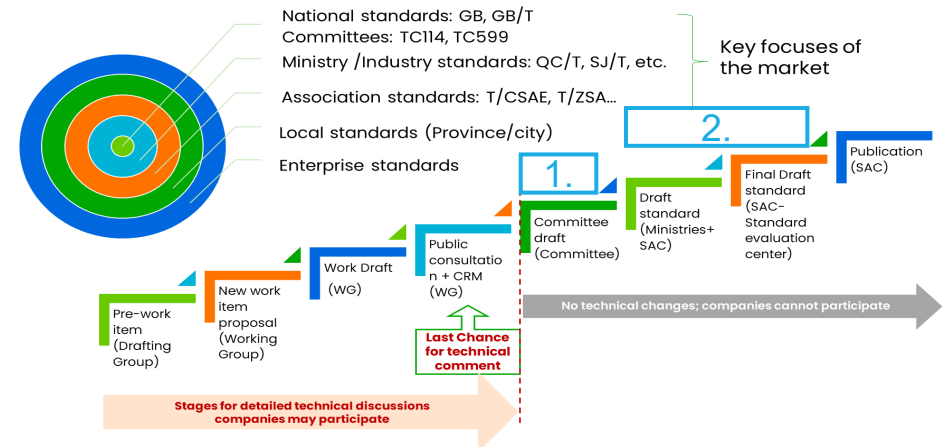 National standards: GB, GB/T
Committees: TC114, TC599
Ministry /Industry standards: QC/T, SJ/T, etc.
Association standards: T/CSAE, T/ZSA...
Local standards (Province/city)
Enterprise standards
Key focuses of
the market
1.
2.
Pre-work
item
(Drafting
Group)
New work
item
proposal
(Working
Group)
Work Draft
(WG)
Public
consultatio
n + CRM
(WG)
Committee
draft
(Committee)
Draft
standard
(Ministries+
SAC)
Final Draft
standard
(SAC-
Standard
evaluation
center)
Publication
(SAC)
No technical changes; companies cannot participate
Last Chance
for technical
comment
Stages for detailed technical discussions
companies may participate